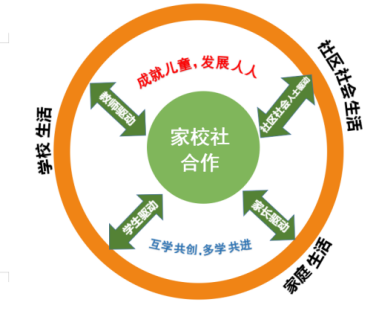 成就儿童，发展人人
教师驱动
社区社会人士驱动
社区社会生活
学校 生活
家校社
合作
学生驱动
家长驱动
互学共创，多学共进
家庭 生活